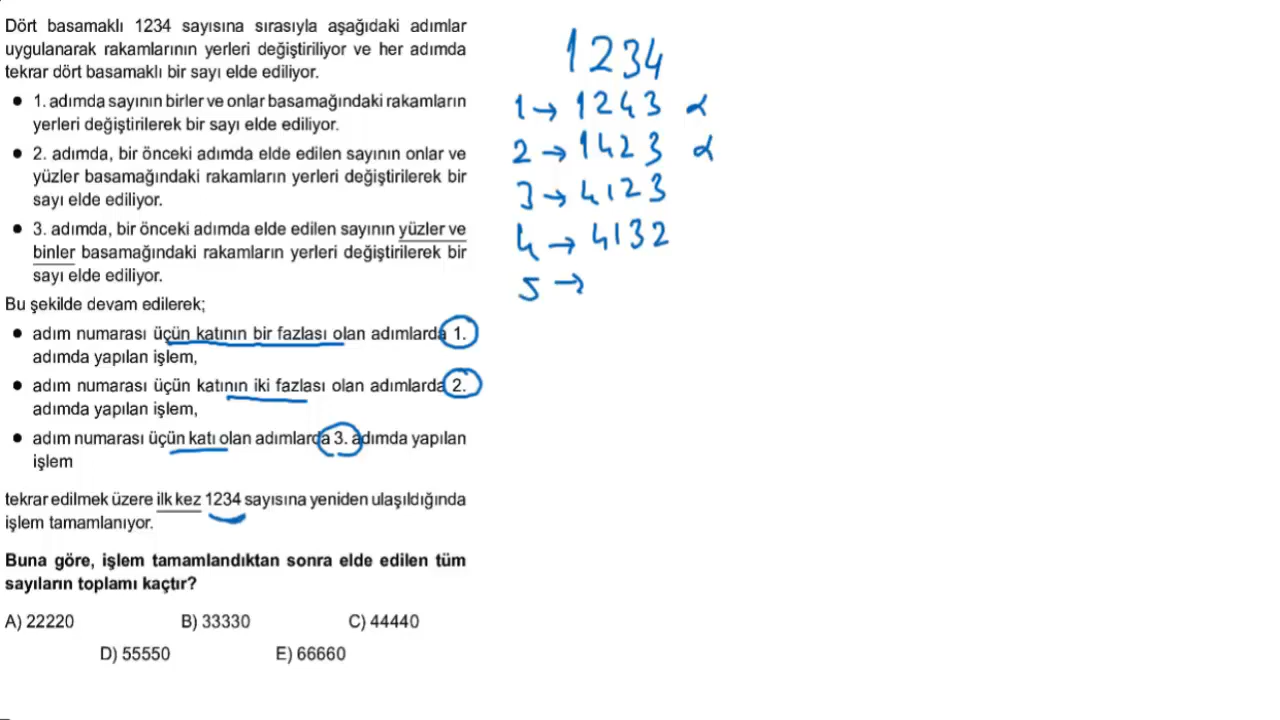 Dört basamaklı 1234 sayısına sırasıyla aşağıdaki adımlar
uygulanarak rakamlarının yerleri değiştiriliyor ve her adımda
tekrar dört basamaklı bir sayı elde ediliyor.
● 1. adımda sayının birler ve onlar basamağındaki rakamların
yerleri değiştirilerek bir sayı elde ediliyor.
● 2. adımda, bir önceki adımda elde edilen sayının onlar ve
yüzler basamağındaki rakamların yerleri değiştirilerek bir
sayı elde ediliyor.
● 3. adımda, bir önceki adımda elde edilen sayının yüzler ve
binler basamağındaki rakamların yerleri değiştirilerek bir
sayı elde ediliyor.
Bu şekilde devam edilerek;
● adım numarası üçün katının bir fazlası olan adımlarda 1.
adımda yapılan işlem,
● adım numarası üçün katının iki fazlası olan adımlarda 2.
adımda yapılan işlem,
● adım numarası üçün katı olan adımlarda 3. adımda yapılan
işlem
tekrar edilmek üzere ilk kez 1234 sayısına yeniden ulaşıldığında
işlem tamamlanıyor.
Buna göre, işlem tamamlandıktan sonra elde edilen tüm
sayıların toplamı kaçtır?
A) 22220 B) 33330 C) 44440
D) 55550 E) 66660
1234
1 → 1243 α
2 → 1423 α
3 → 4123
4 → 4132
5 →